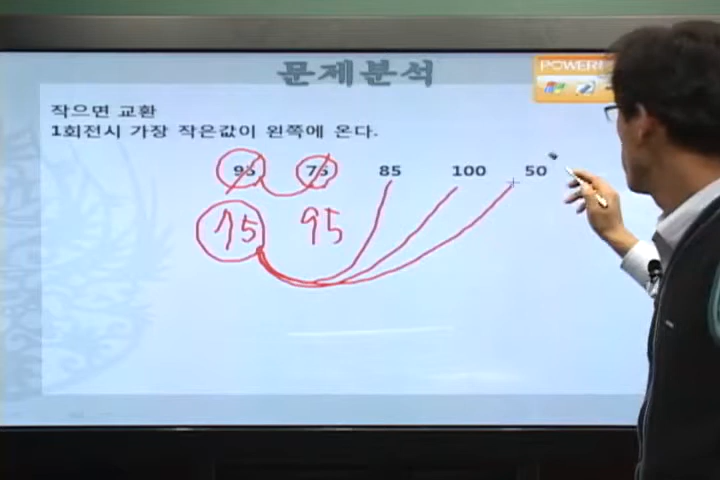 문제분석
POWER
작으면 교환
1회전시 가장 작은값이 왼쪽에 온다.
95 75 85 100 50
75 95